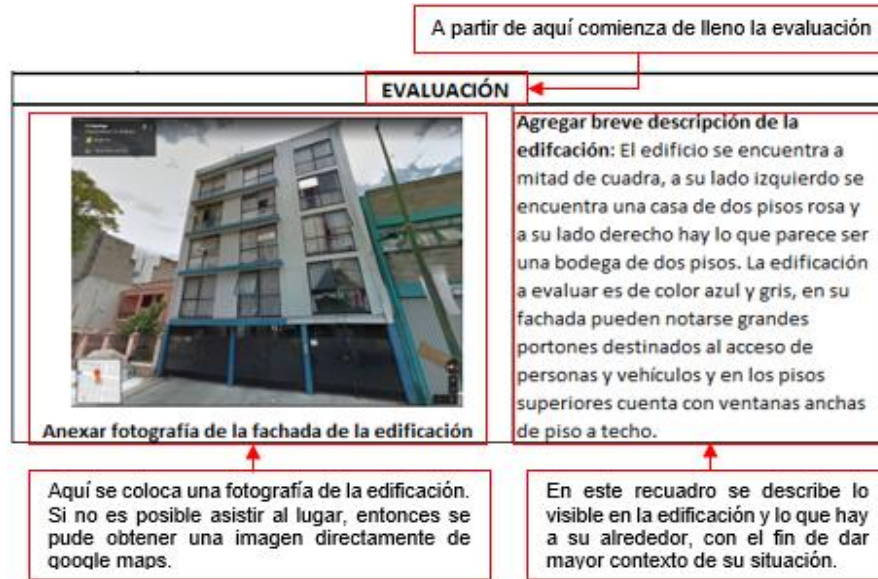 A partir de aquí comienza de lleno la evaluación
EVALUACIÓN
Anexar fotografía de la fachada de la edificación
Agregar breve descripción de la
edifcación: El edificio se encuentra a
mitad de cuadra, a su lado izquierdo se
encuentra una casa de dos pisos rosa y
a su lado derecho hay lo que parece ser
una bodega de dos pisos. La edificación
a evaluar es de color azul y gris, en su
fachada pueden notarse grandes
portones destinados al acceso de
personas y vehículos y en los pisos
superiores cuenta con ventanas anchas
de piso a techo.
Aquí se coloca una fotografía de la edificación.
Si no es posible asistir al lugar, entonces se
pude obtener una imagen directamente de
google maps.
En este recuadro se describe lo
visible en la edificación y lo que hay
a su alrededor, con el fin de dar
mayor contexto de su situación.